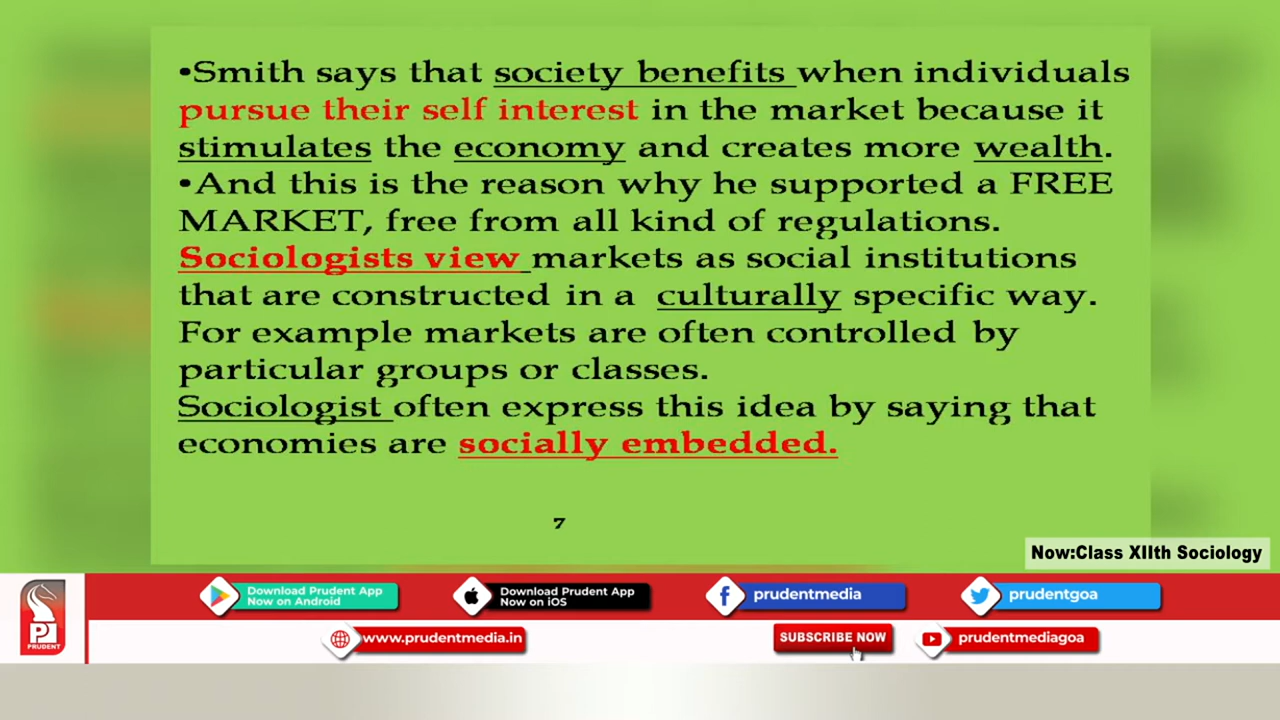 •Smith says that society benefits when individuals
pursue their self interest in the market because it
stimulates the economy and creates more wealth.
•And this is the reason why he supported a FREE
MARKET, free from all kind of regulations.
Sociologists view markets as social institutions
that are constructed in a culturally specific way.
For example markets are often controlled by
particular groups or classes.
Sociologist often express this idea by saying that
economies are socially embedded.
7
Now:Class XIIth Sociology
Download Prudent App
Now on Android
Download Prudent App
Now on iOS
prudentmedia
prudentgoa
PRUDENT
www.prudentmedia.in
SUBSCRIBE NOW
prudentmediagoa